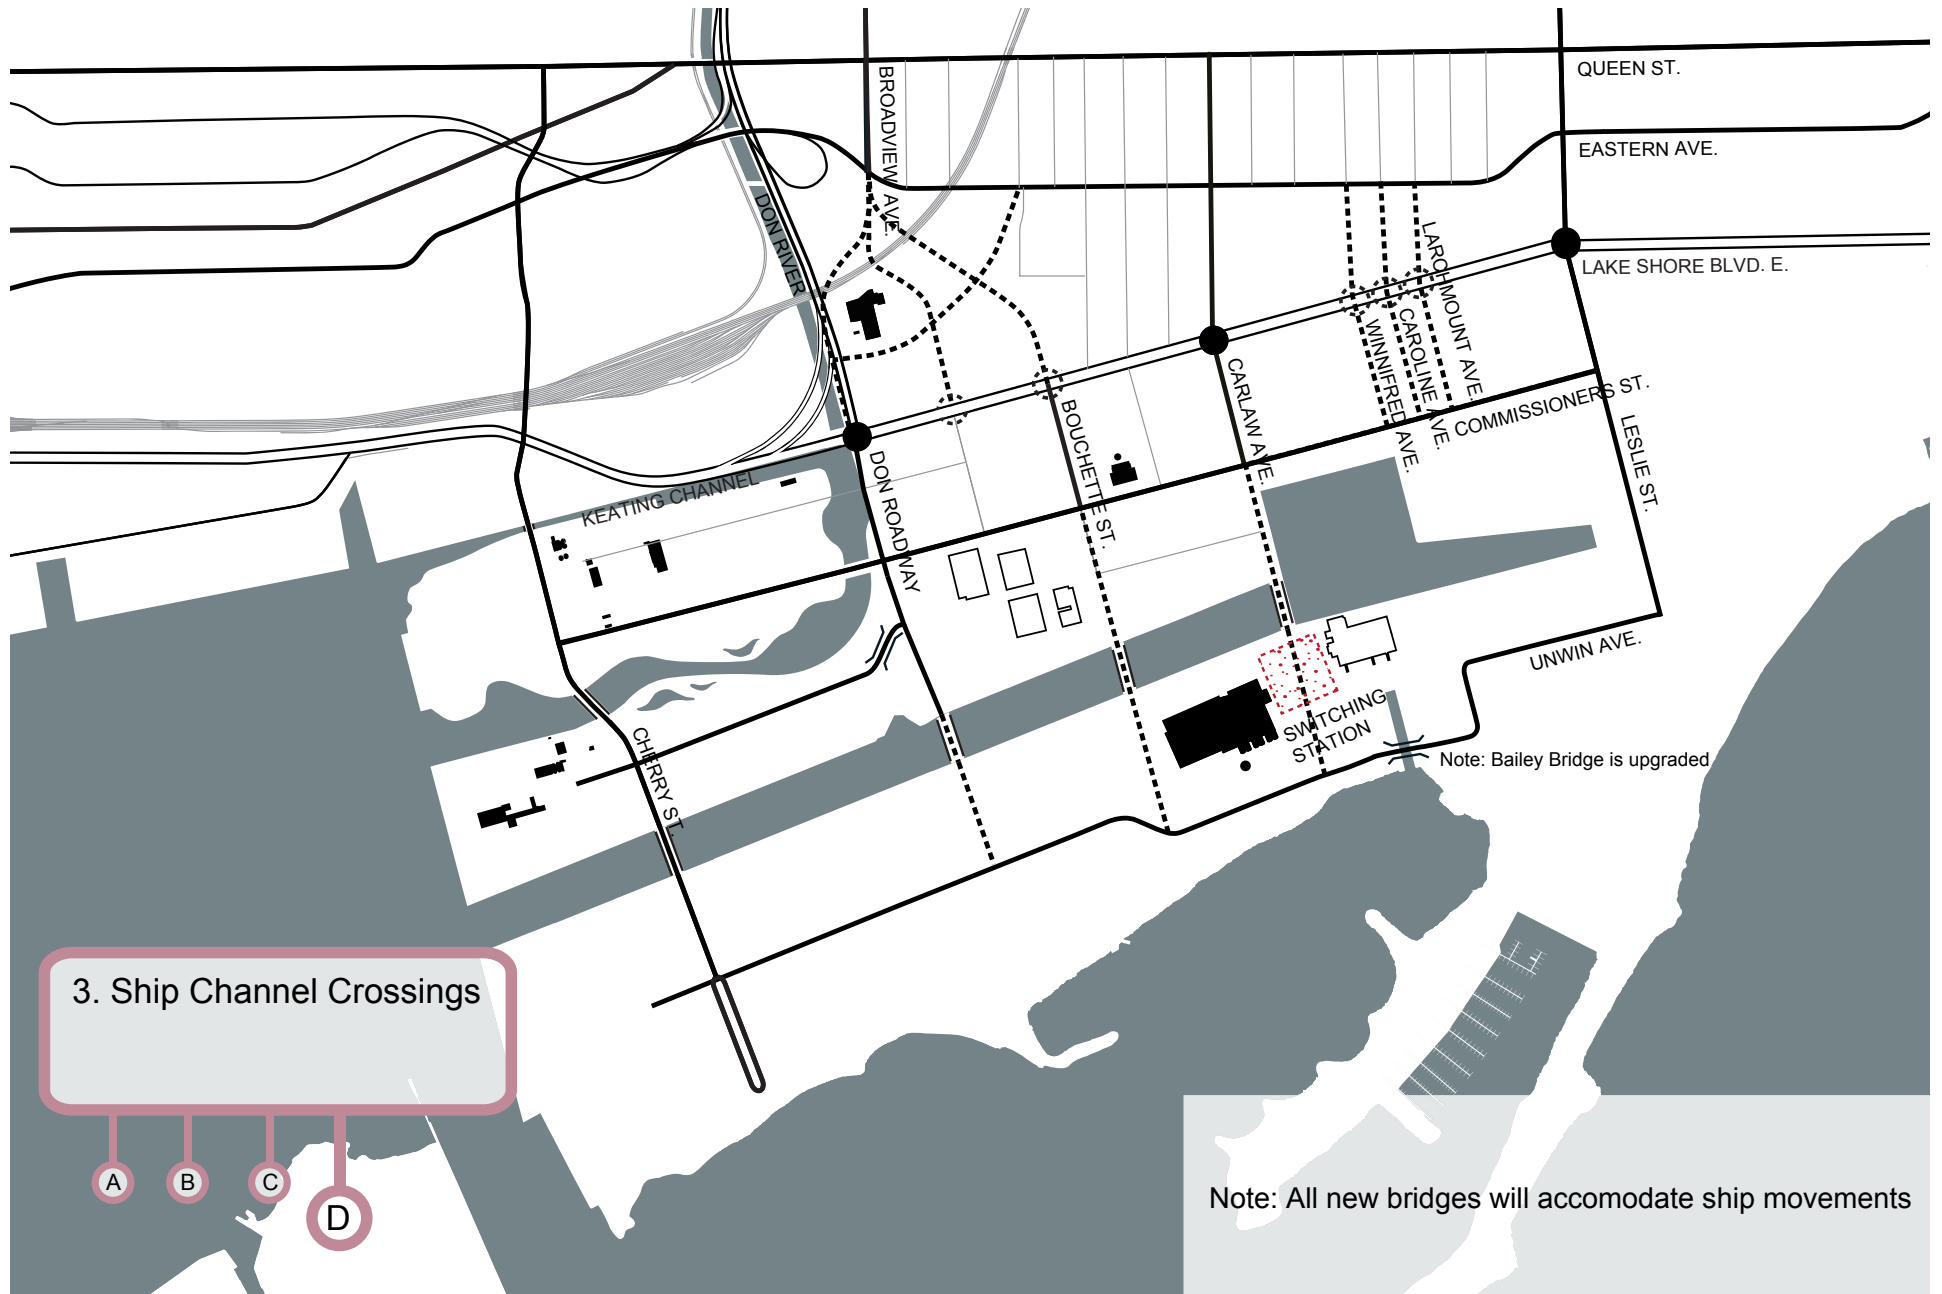 QUEEN ST.
BROADVIEW AVE.
EASTERN AVE.
DON RIVER
LARCHMOUNT AVE.
LAKE SHORE BLVD. E.
WINNIFRED AVE.
CAROLINE AVE.
CARLAW AVE.
COMMISSIONERS ST.
BOUCHETTE ST.
LESLIE ST.
DON ROADWAY
KEATING CHANNEL
UNWIN AVE.
SWITCHING
STATION
CHERRY ST.
Note: Bailey Bridge is upgraded
3. Ship Channel Crossings
A
B
C
D
Note: All new bridges will accomodate ship movements